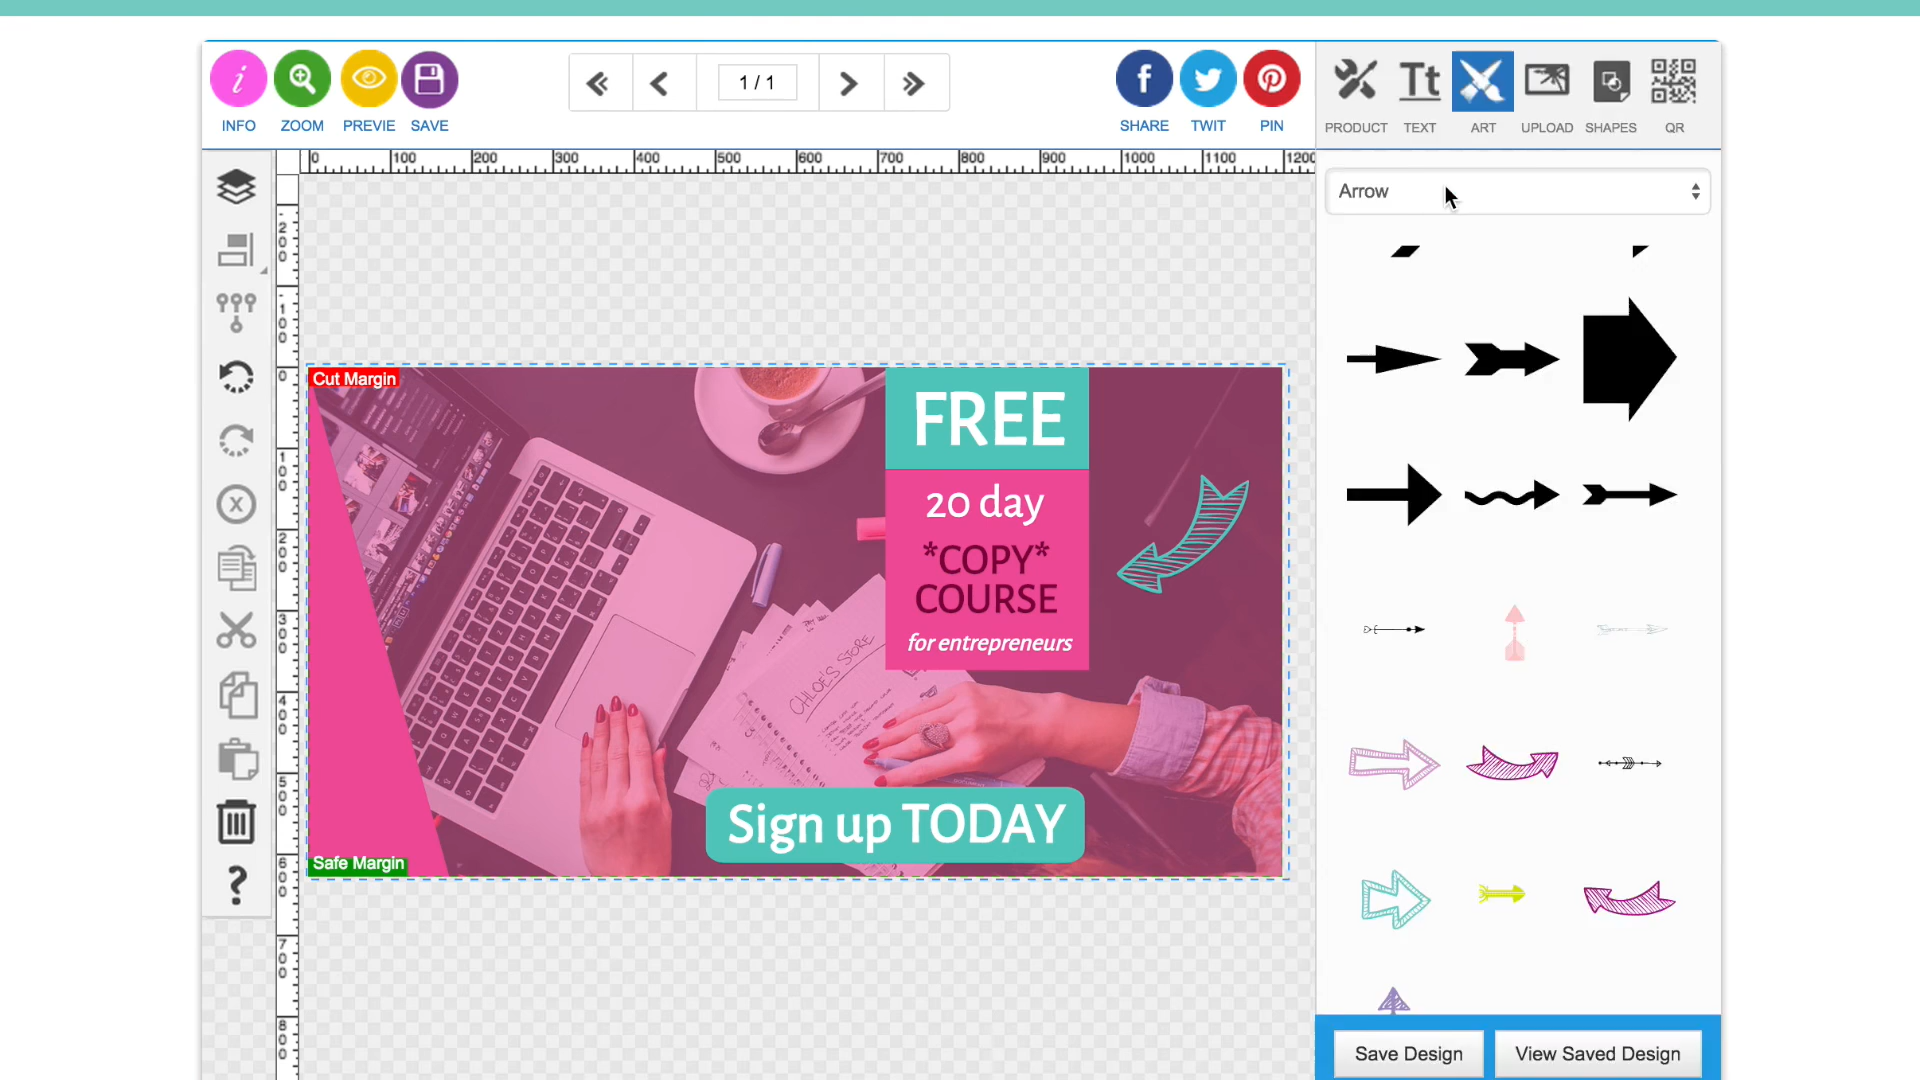 INFO
ZOOM
PREVIE
SAVE
1 / 1
SHARE
TWIT
PIN
PRODUCT
TEXT
ART
UPLOAD
SHAPES
QR
0 100 200 300 400 500 600 700 800 900 1000 1100 1200
Arrow
Cut Margin
FREE
20 day
*COPY*
COURSE
for entrepreneurs
CHLOE'S STORE
Sign up TODAY
Safe Margin
Save Design
View Saved Design